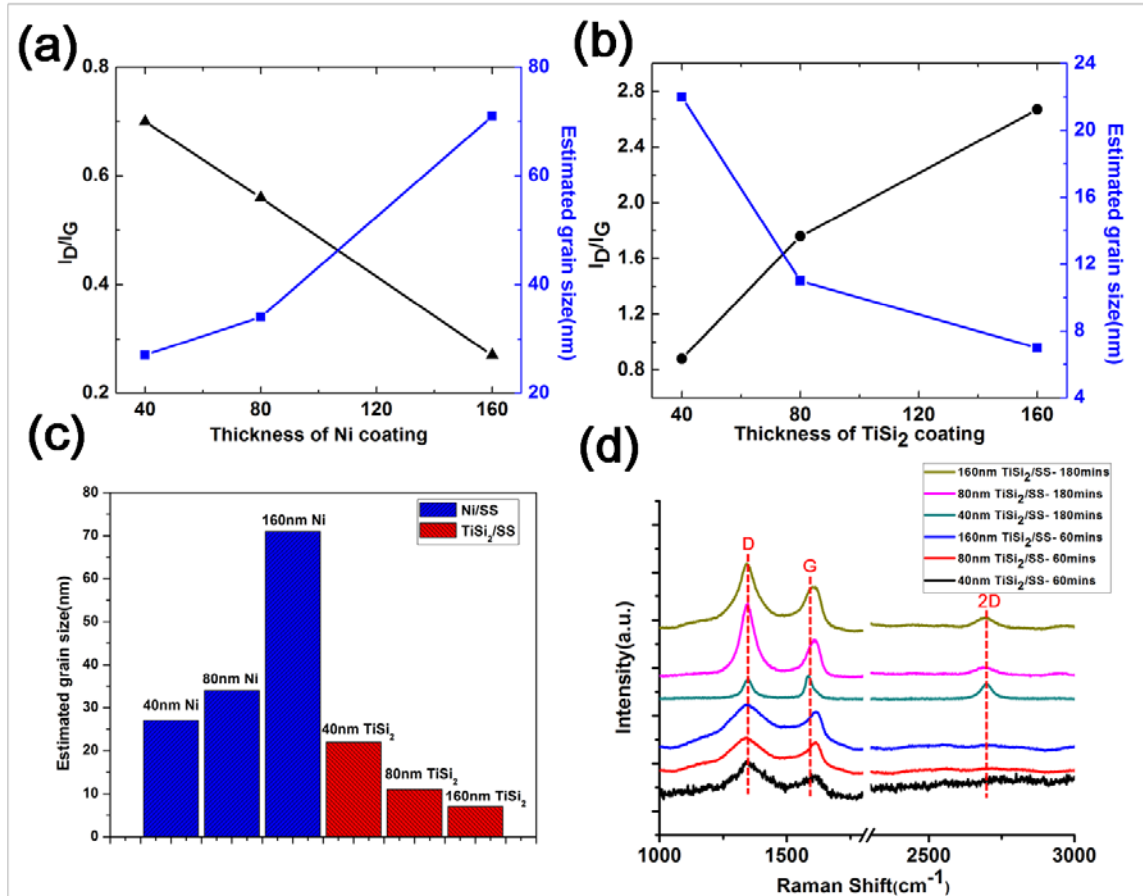 (a)
0.8
0.6
0.4
0.2
I_D/I_G
80
70
60
50
40
30
20
Estimated grain size(nm)
40 80 120 160
Thickness of Ni coating
(b)
2.8
2.4
2.0
1.6
1.2
0.8
I_D/I_G
24
20
16
12
8
4
Estimated grain size(nm)
40 80 120 160
Thickness of TiSi₂ coating
(c)
80
70
60
50
40
30
20
10
0
Estimated grain size(nm)
Ni/SS
TiSi₂/SS
40nm Ni
80nm Ni
160nm Ni
40nm TiSi₂
80nm TiSi₂
160nm TiSi₂
(d)
160nm TiSi₂/SS- 180mins
80nm TiSi₂/SS- 180mins
40nm TiSi₂/SS- 180mins
160nm TiSi₂/SS- 60mins
80nm TiSi₂/SS- 60mins
40nm TiSi₂/SS- 60mins
D
G
2D
Intensity(a.u.)
1000 1500 2500 3000
Raman Shift(cm⁻¹)